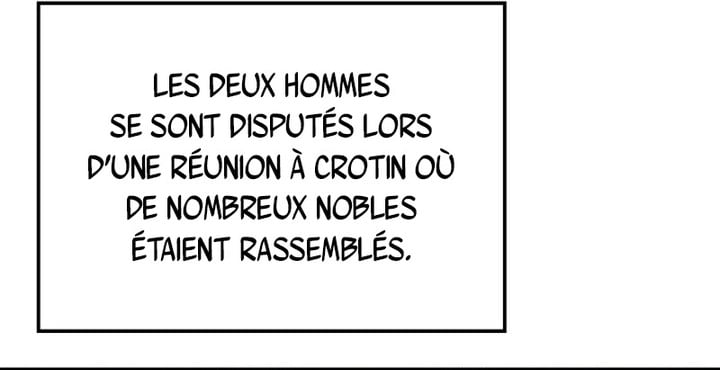 LES DEUX HOMMES
SE SONT DISPUTÉS LORS
D'UNE RÉUNION À CROTIN OÙ
DE NOMBREUX NOBLES
ÉTAIENT RASSEMBLÉS.